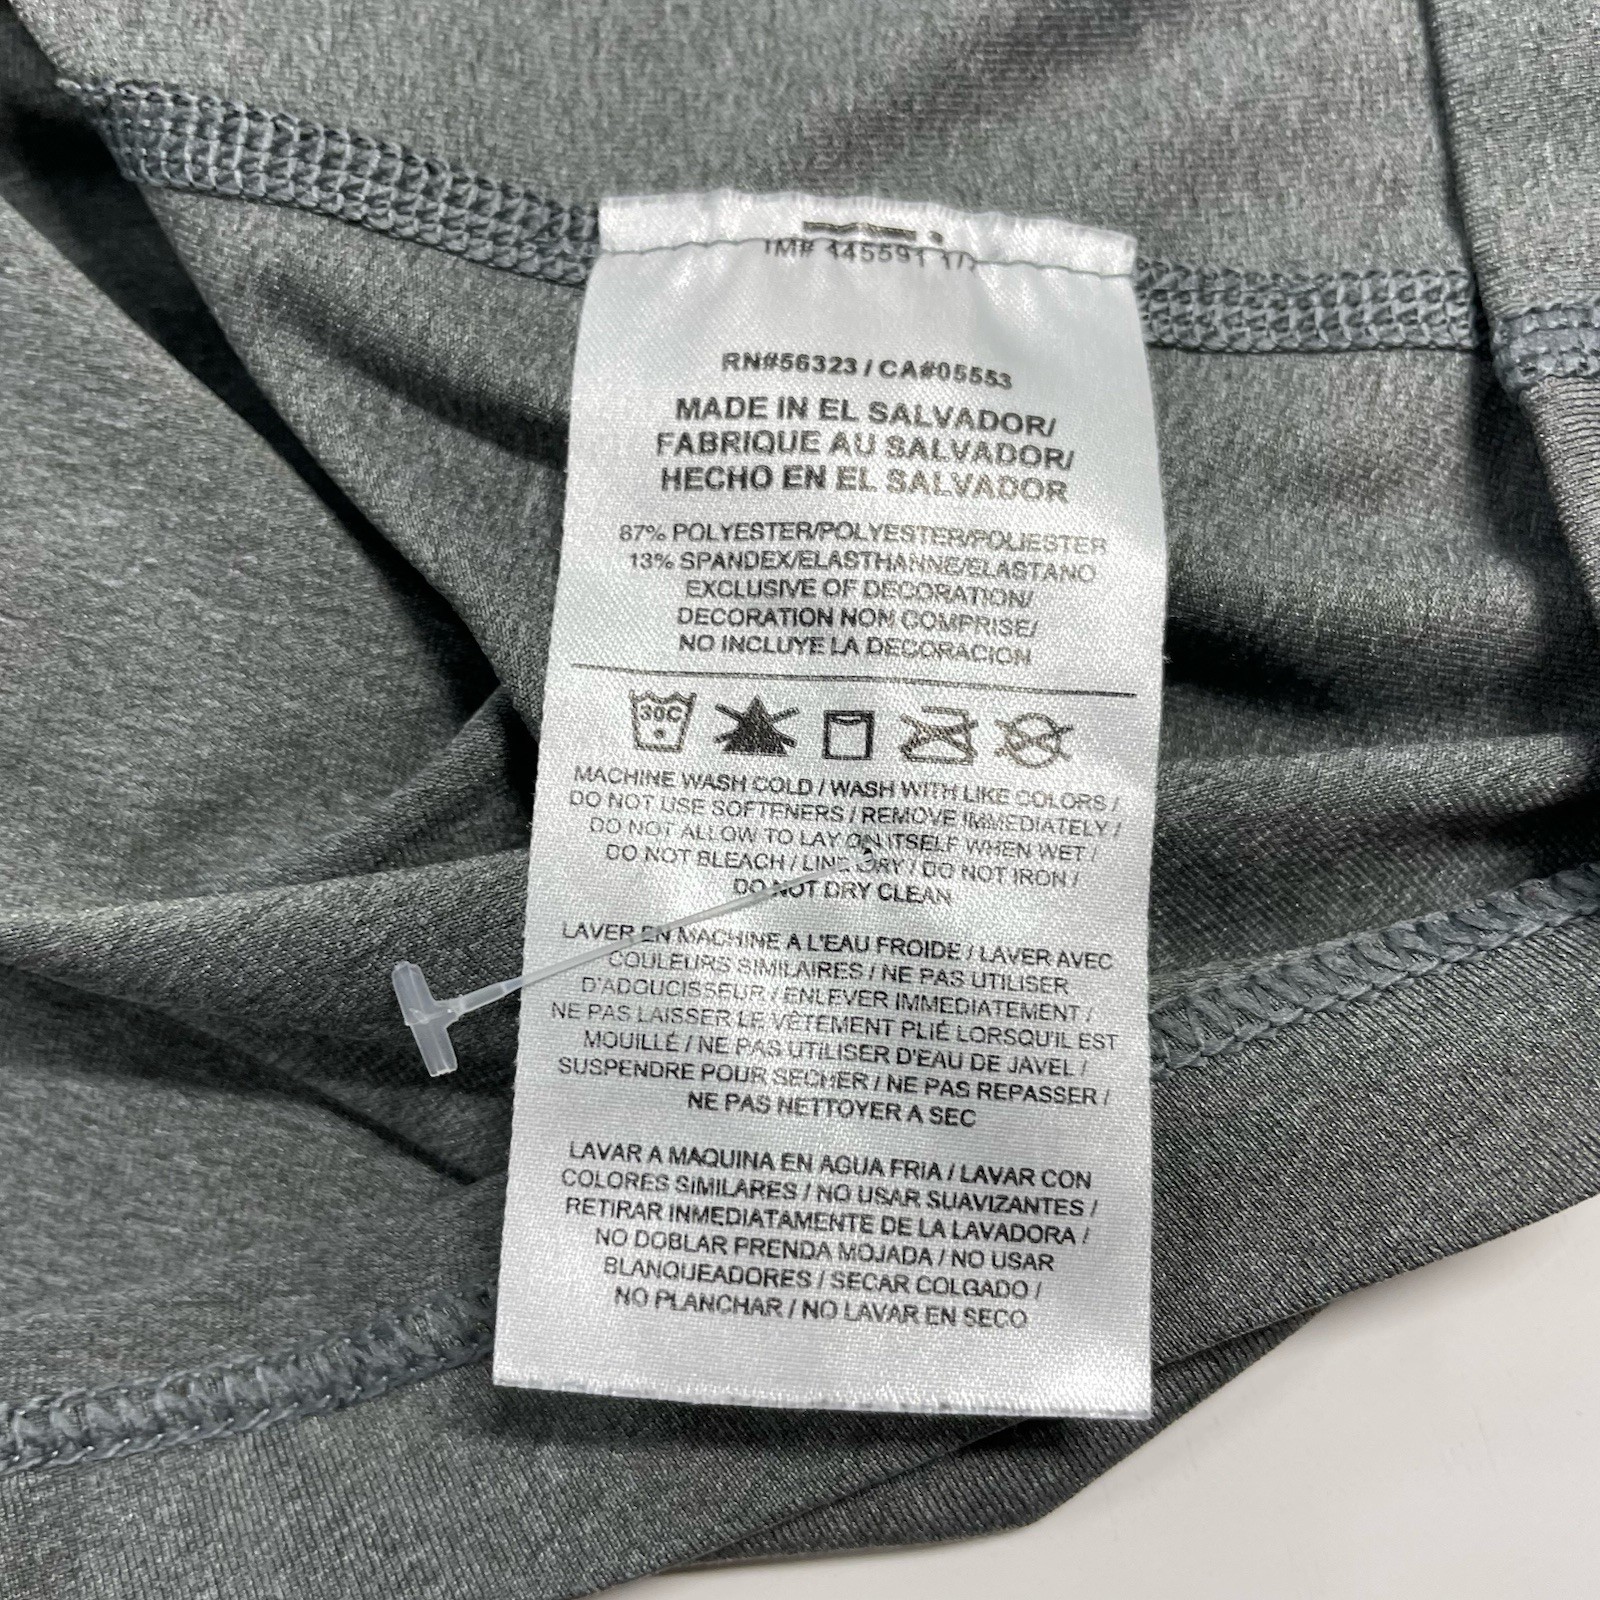 IM# 445591
RN#56323 / CA#05553
MADE IN EL SALVADOR/
FABRIQUE AU SALVADOR/
HECHO EN EL SALVADOR
87% POLYESTER/POLYESTER/POLIESTER
13% SPANDEX/ELASTHANNE/ELASTANO
EXCLUSIVE OF DECORATION/
DECORATION NON COMPRISE/
NO INCLUYE LA DECORACION
30C
MACHINE WASH COLD / WASH WITH LIKE COLORS /
DO NOT USE SOFTENERS / REMOVE IMMEDIATELY /
DO NOT ALLOW TO LAY ON ITSELF WHEN WET /
DO NOT BLEACH / LINE DRY / DO NOT IRON /
DO NOT DRY CLEAN
LAVER EN MACHINE A L'EAU FROIDE / LAVER AVEC
COULEURS SIMILAIRES / NE PAS UTILISER
D'ADOUCISSEUR / ENLEVER IMMEDIATEMENT /
NE PAS LAISSER LE VÊTEMENT PLIÉ LORSQU'IL EST
MOUILLÉ / NE PAS UTILISER D'EAU DE JAVEL /
SUSPENDRE POUR SECHER / NE PAS REPASSER /
NE PAS NETTOYER A SEC
LAVAR A MAQUINA EN AGUA FRIA / LAVAR CON
COLORES SIMILARES / NO USAR SUAVIZANTES /
RETIRAR INMEDIATAMENTE DE LA LAVADORA /
NO DOBLAR PRENDA MOJADA / NO USAR
BLANQUEADORES / SECAR COLGADO /
NO PLANCHAR / NO LAVAR EN SECO